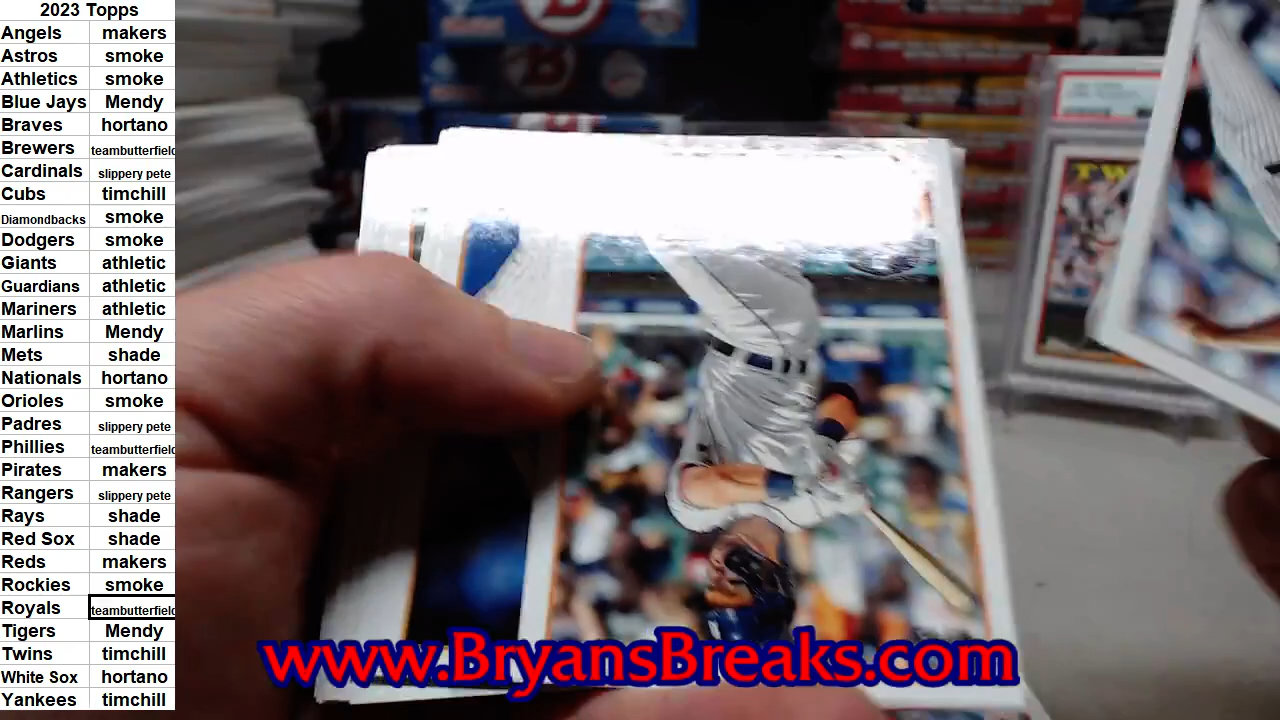 2023 Topps
Angels makers
Astros smoke
Athletics smoke
Blue Jays Mendy
Braves hortano
Brewers teambutterfield
Cardinals slippery pete
Cubs timchill
Diamondbacks smoke
Dodgers smoke
Giants athletic
Guardians athletic
Mariners athletic
Marlins Mendy
Mets shade
Nationals hortano
Orioles smoke
Padres slippery pete
Phillies teambutterfield
Pirates makers
Rangers slippery pete
Rays shade
Red Sox shade
Reds makers
Rockies smoke
Royals teambutterfield
Tigers Mendy
Twins timchill
White Sox hortano
Yankees timchill
www.BryansBreaks.com